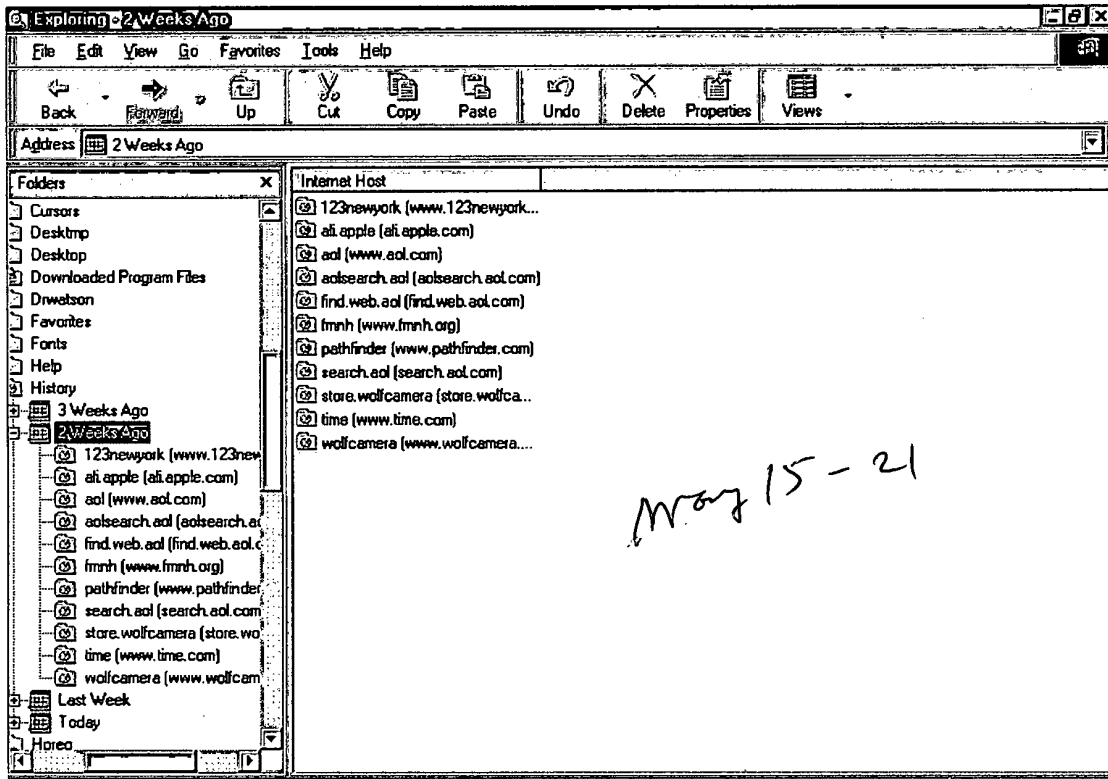 Exploring - 2 Weeks Ago
File Edit View Go Favorites Tools Help
Back Forward Up Cut Copy Paste Undo Delete Properties Views
Address 2 Weeks Ago
Folders x
Cursors
Desktmp
Desktop
Downloaded Program Files
Drwatson
Favorites
Fonts
Help
History
3 Weeks Ago
2 Weeks Ago
123newyork (www.123new
ali.apple (ali.apple.com)
aol (www.aol.com)
aolsearch.aol (aolsearch.ao
find.web.aol (find.web.aol.c
fmnh (www.fmnh.org)
pathfinder (www.pathfinder
search.aol (search.aol.com
store.wolfcamera (store.wo
time (www.time.com)
wolfcamera (www.wolfcam
Last Week
Today
Horeo
Internet Host
123newyork (www.123newyork...
ali.apple (ali.apple.com)
aol (www.aol.com)
aolsearch.aol (aolsearch.aol.com)
find.web.aol (find.web.aol.com)
fmnh (www.fmnh.org)
pathfinder (www.pathfinder.com)
search.aol (search.aol.com)
store.wolfcamera (store.wolfca...
time (www.time.com)
wolfcamera (www.wolfcamera....
May 15 - 21